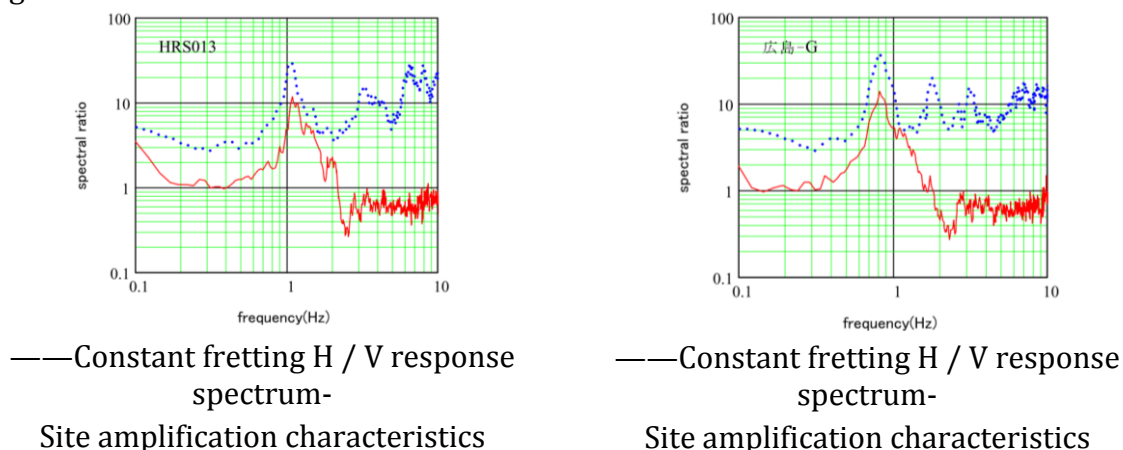 100
HRS013
10
spectral ratio
1
0.1
0.1
1
10
frequency(Hz)
——Constant fretting H / V response
spectrum-
Site amplification characteristics
100
広島-G
10
spectral ratio
1
0.1
0.1
1
10
frequency(Hz)
——Constant fretting H / V response
spectrum-
Site amplification characteristics